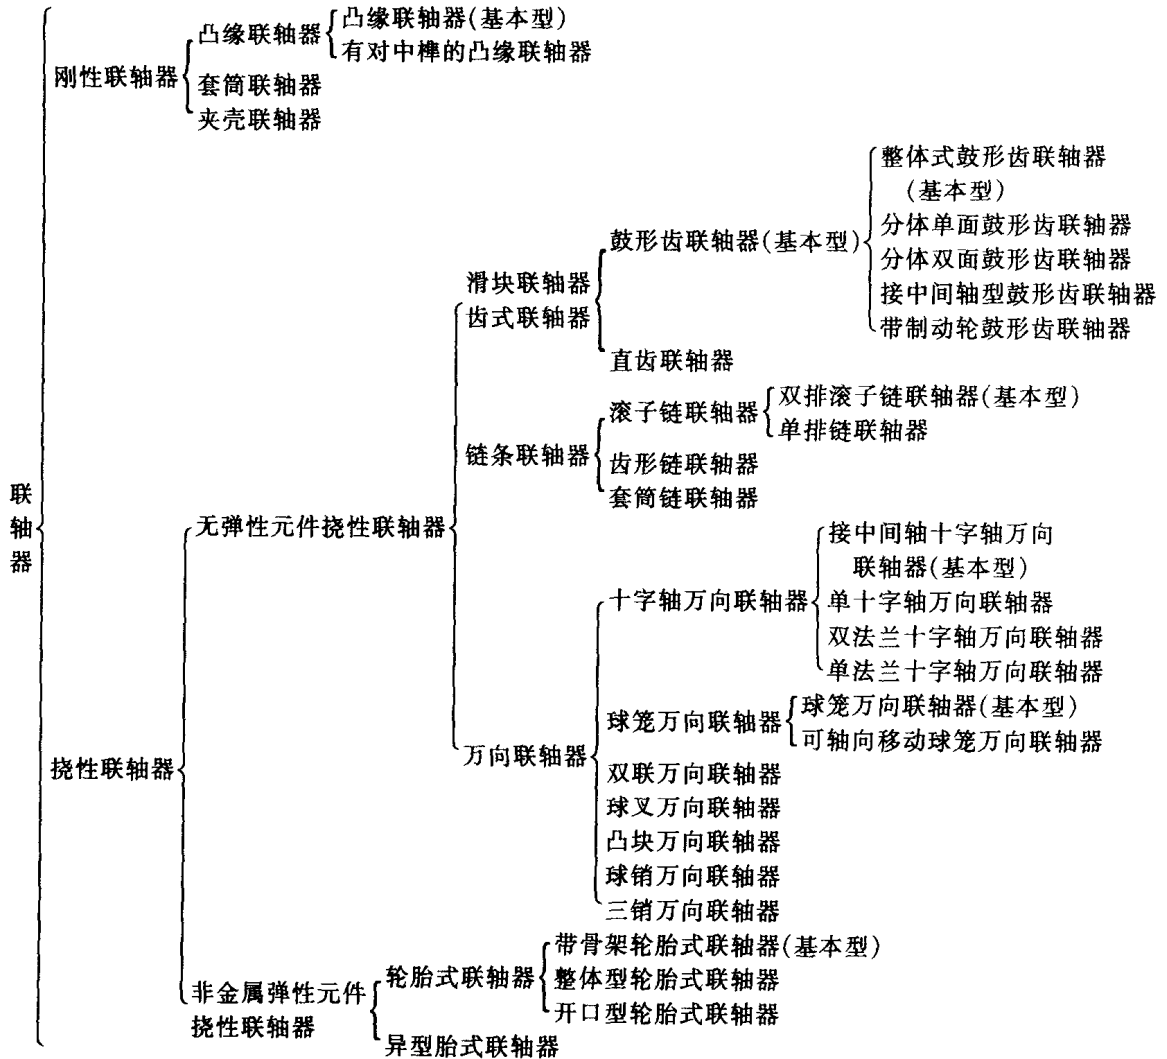 联轴器
刚性联轴器
凸缘联轴器
凸缘联轴器(基本型)
有对中榫的凸缘联轴器
套筒联轴器
夹壳联轴器
挠性联轴器
无弹性元件挠性联轴器
滑块联轴器
齿式联轴器
鼓形齿联轴器(基本型)
整体式鼓形齿联轴器
(基本型)
分体单面鼓形齿联轴器
分体双面鼓形齿联轴器
接中间轴型鼓形齿联轴器
带制动轮鼓形齿联轴器
直齿联轴器
链条联轴器
滚子链联轴器
双排滚子链联轴器(基本型)
单排链联轴器
齿形链联轴器
套筒链联轴器
万向联轴器
十字轴万向联轴器
接中间轴十字轴万向
联轴器(基本型)
单十字轴万向联轴器
双法兰十字轴万向联轴器
单法兰十字轴万向联轴器
球笼万向联轴器
球笼万向联轴器(基本型)
可轴向移动球笼万向联轴器
双联万向联轴器
球叉万向联轴器
凸块万向联轴器
球销万向联轴器
三销万向联轴器
非金属弹性元件
挠性联轴器
轮胎式联轴器
带骨架轮胎式联轴器(基本型)
整体型轮胎式联轴器
开口型轮胎式联轴器
异型胎式联轴器